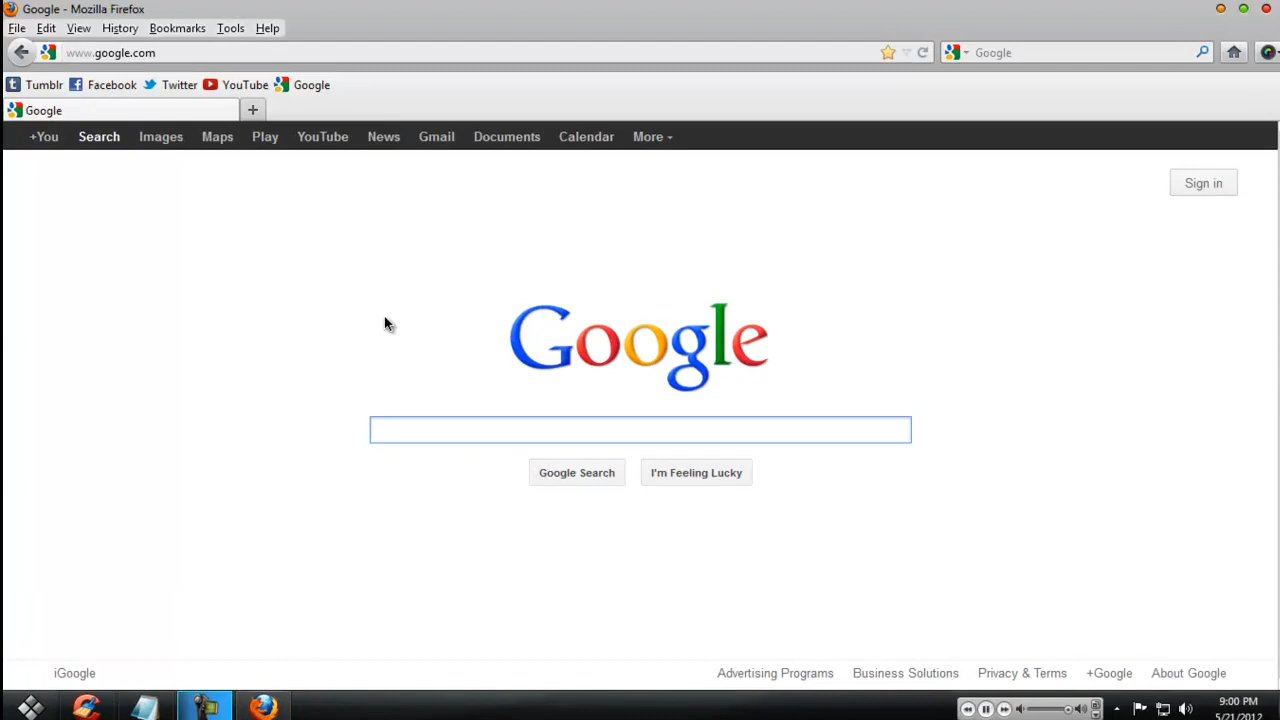 Google - Mozilla Firefox
File Edit View History Bookmarks Tools Help
www.google.com Google
Tumblr Facebook Twitter YouTube Google
Google
+You Search Images Maps Play YouTube News Gmail Documents Calendar More
Sign in
Google
Google Search I'm Feeling Lucky
iGoogle Advertising Programs Business Solutions Privacy & Terms +Google About Google
9:00 PM
5/21/2012